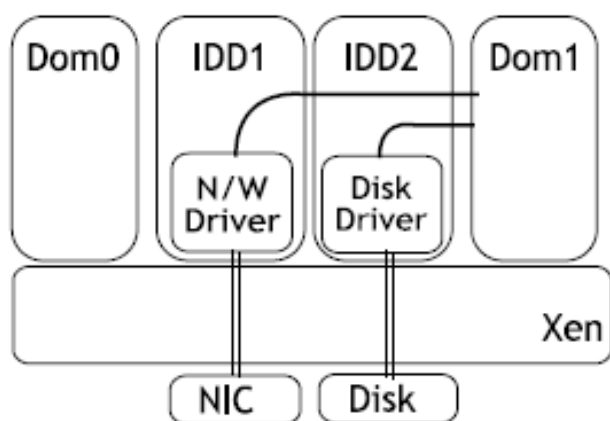 Dom0
IDD1
IDD2
Dom1
N/W
Driver
Disk
Driver
Xen
NIC
Disk